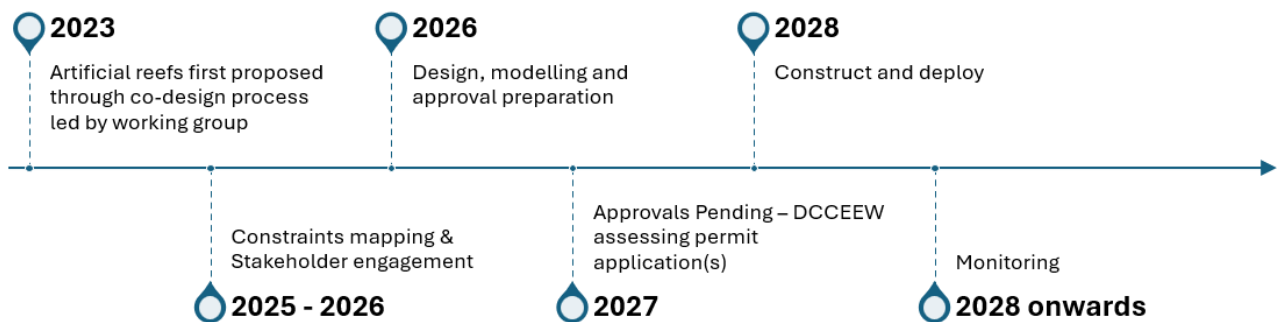 2023
Artificial reefs first proposed
through co-design process
led by working group
2025 - 2026
Constraints mapping &
Stakeholder engagement
2026
Design, modelling and
approval preparation
2027
Approvals Pending – DCCEEW
assessing permit
application(s)
2028
Construct and deploy
2028 onwards
Monitoring